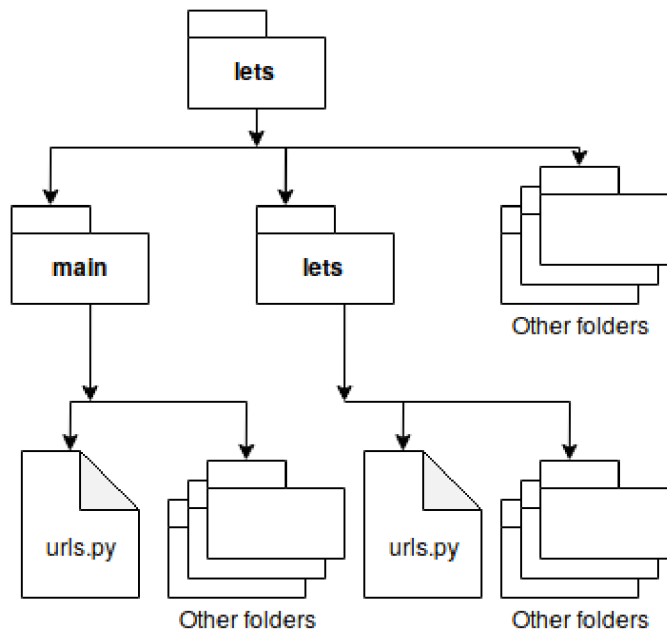 lets
main
lets
Other folders
urls.py
Other folders
urls.py
Other folders